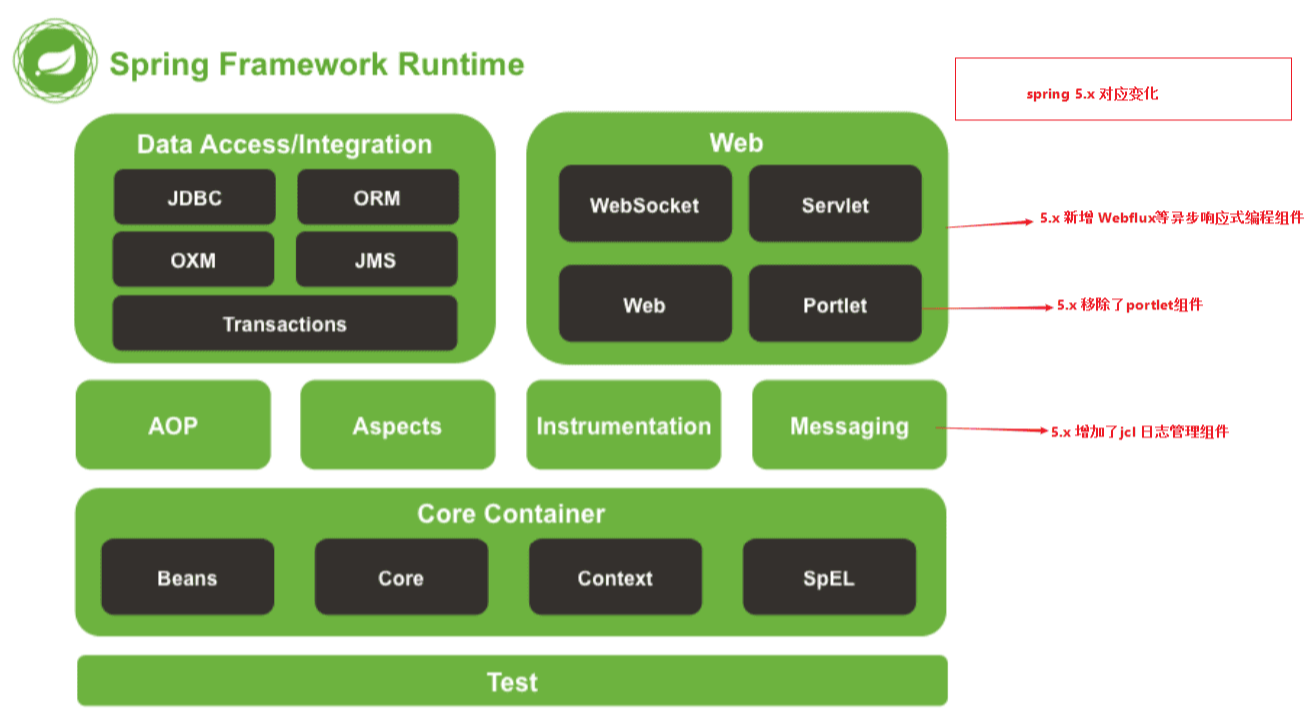 Spring Framework Runtime
spring 5.x 对应变化
Data Access/Integration
JDBC
ORM
OXM
JMS
Transactions
Web
WebSocket
Servlet
Web
Portlet
5.x 新增 Webflux等异步响应式编程组件
5.x 移除了portlet组件
AOP
Aspects
Instrumentation
Messaging
5.x 增加了jcl 日志管理组件
Core Container
Beans
Core
Context
SpEL
Test